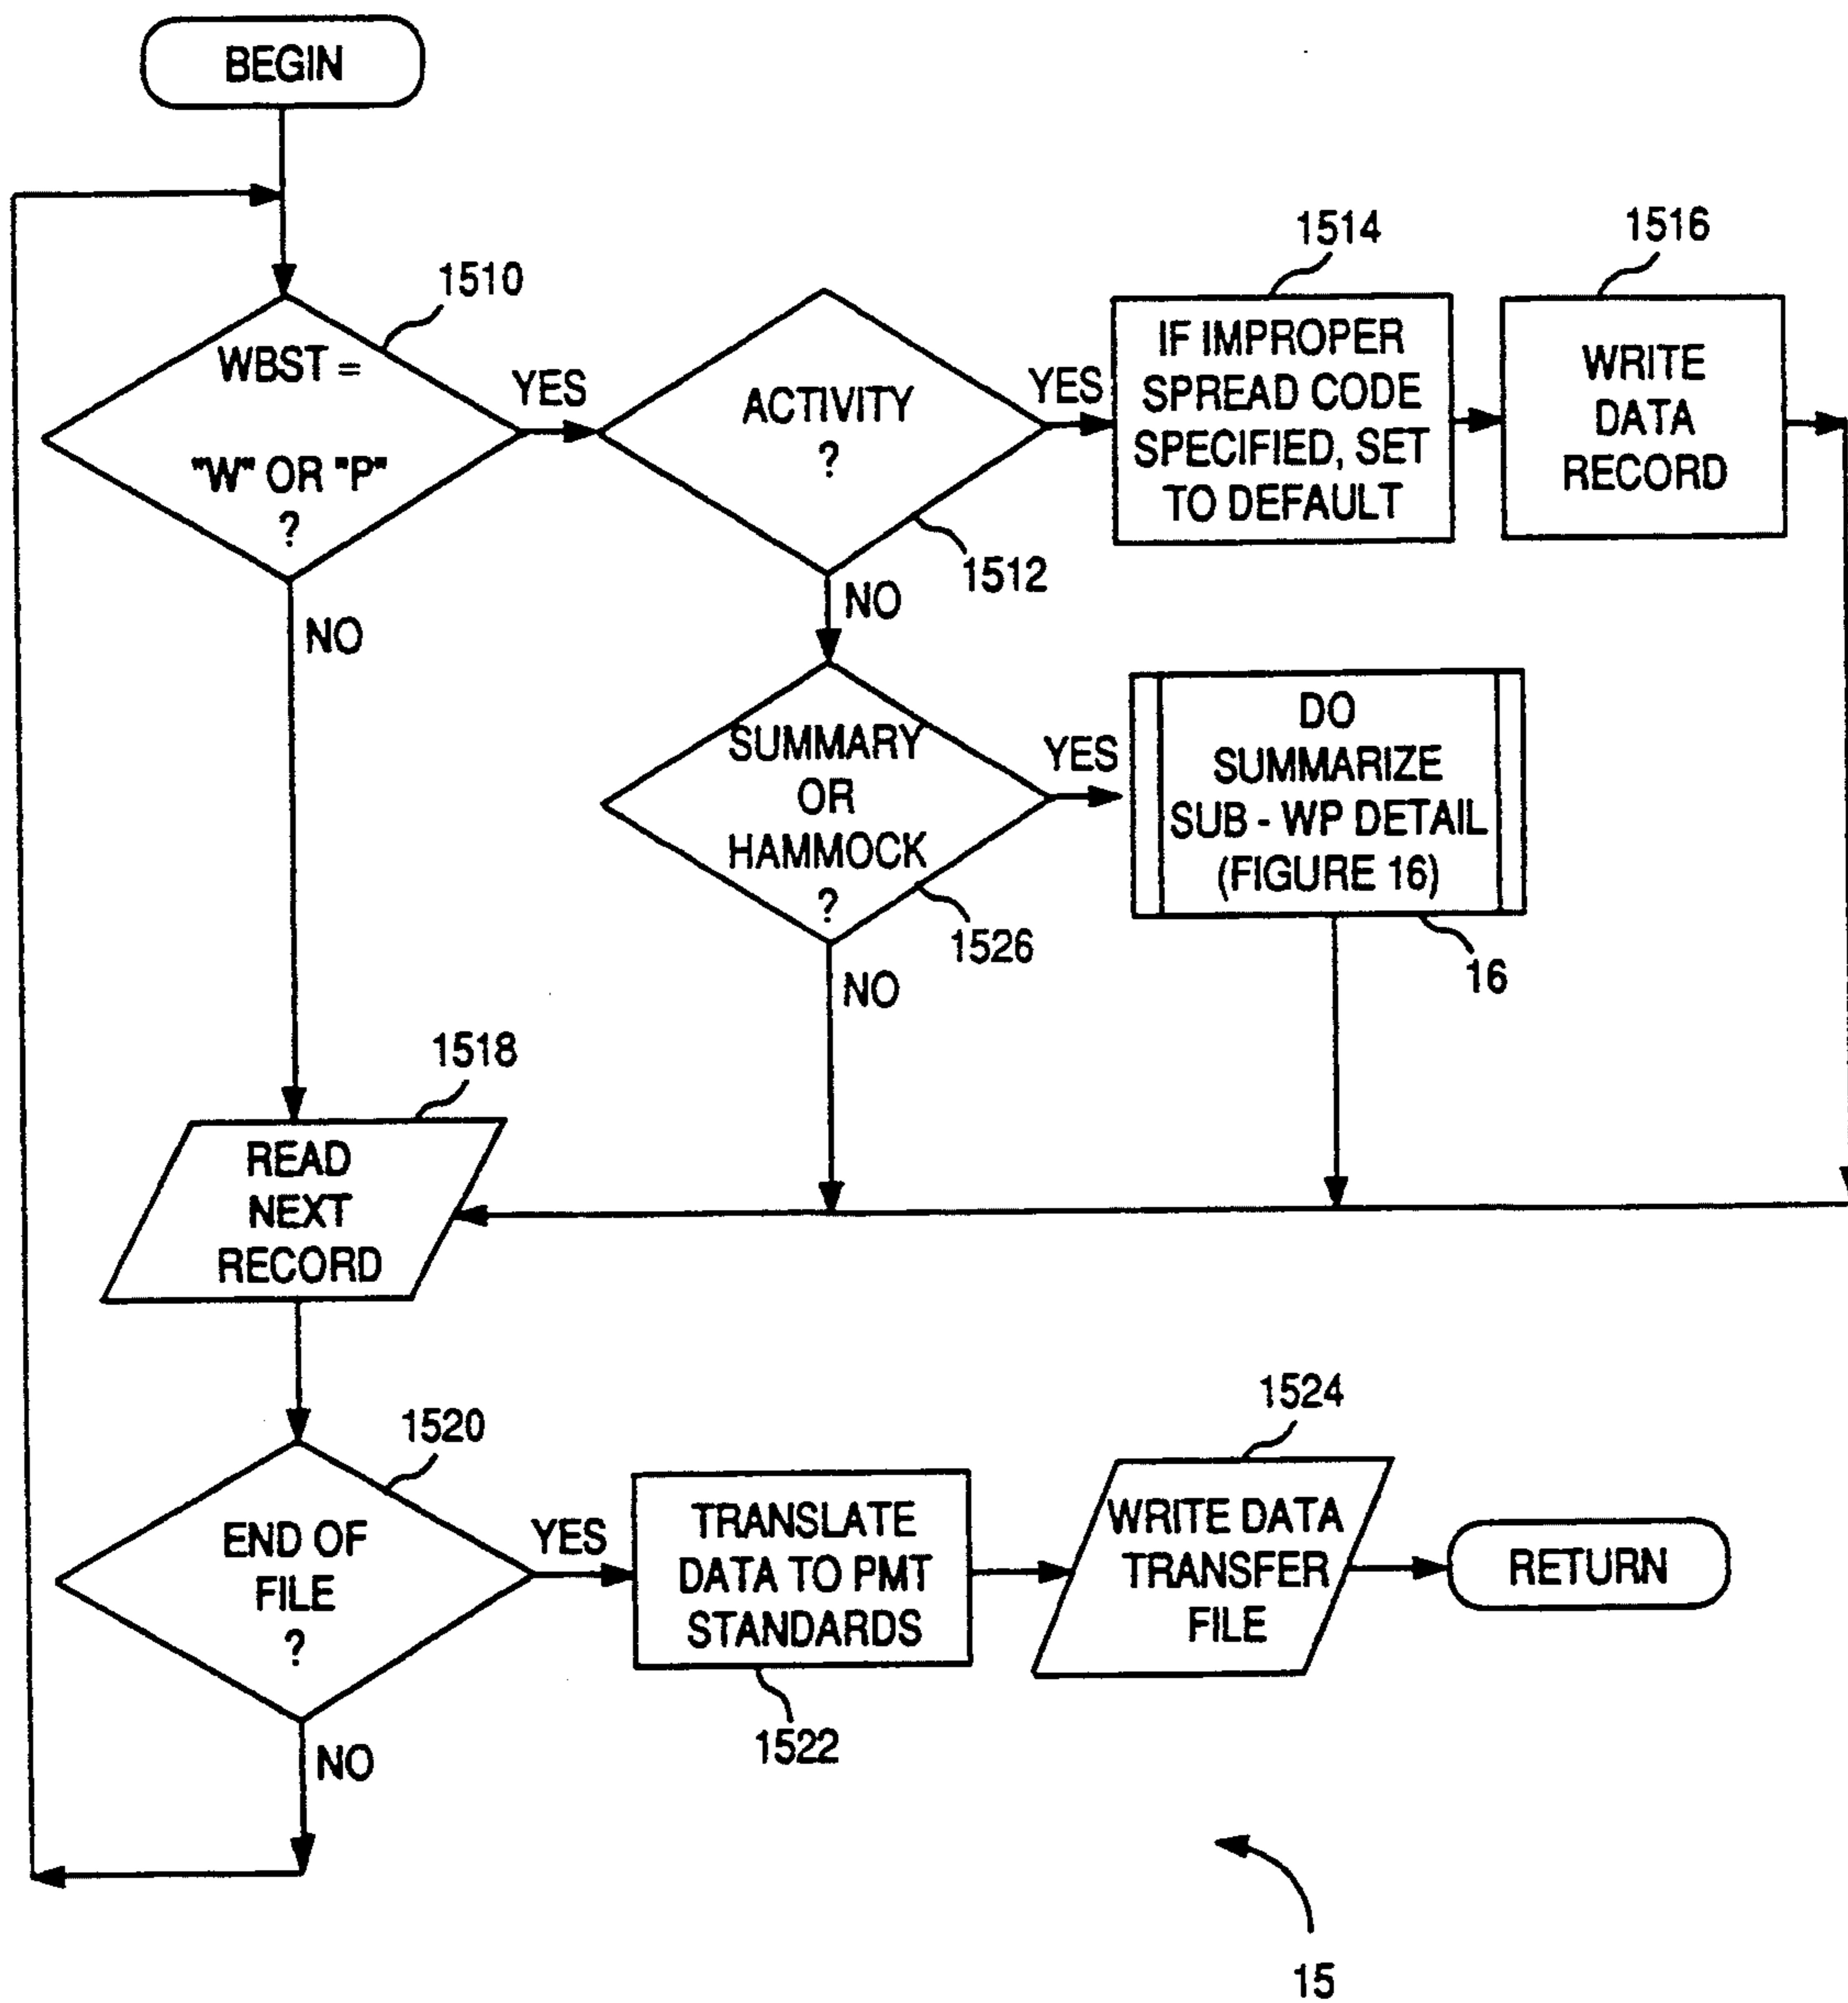 BEGIN
1510
WBST =
"W" OR "P"
?
YES
NO
ACTIVITY
?
1512
YES
NO
1514
IF IMPROPER
SPREAD CODE
SPECIFIED, SET
TO DEFAULT
1516
WRITE
DATA
RECORD
SUMMARY
OR
HAMMOCK
?
1526
YES
NO
DO
SUMMARIZE
SUB - WP DETAIL
(FIGURE 16)
16
1518
READ
NEXT
RECORD
1520
END OF
FILE
?
YES
NO
TRANSLATE
DATA TO PMT
STANDARDS
1522
1524
WRITE DATA
TRANSFER
FILE
RETURN
15